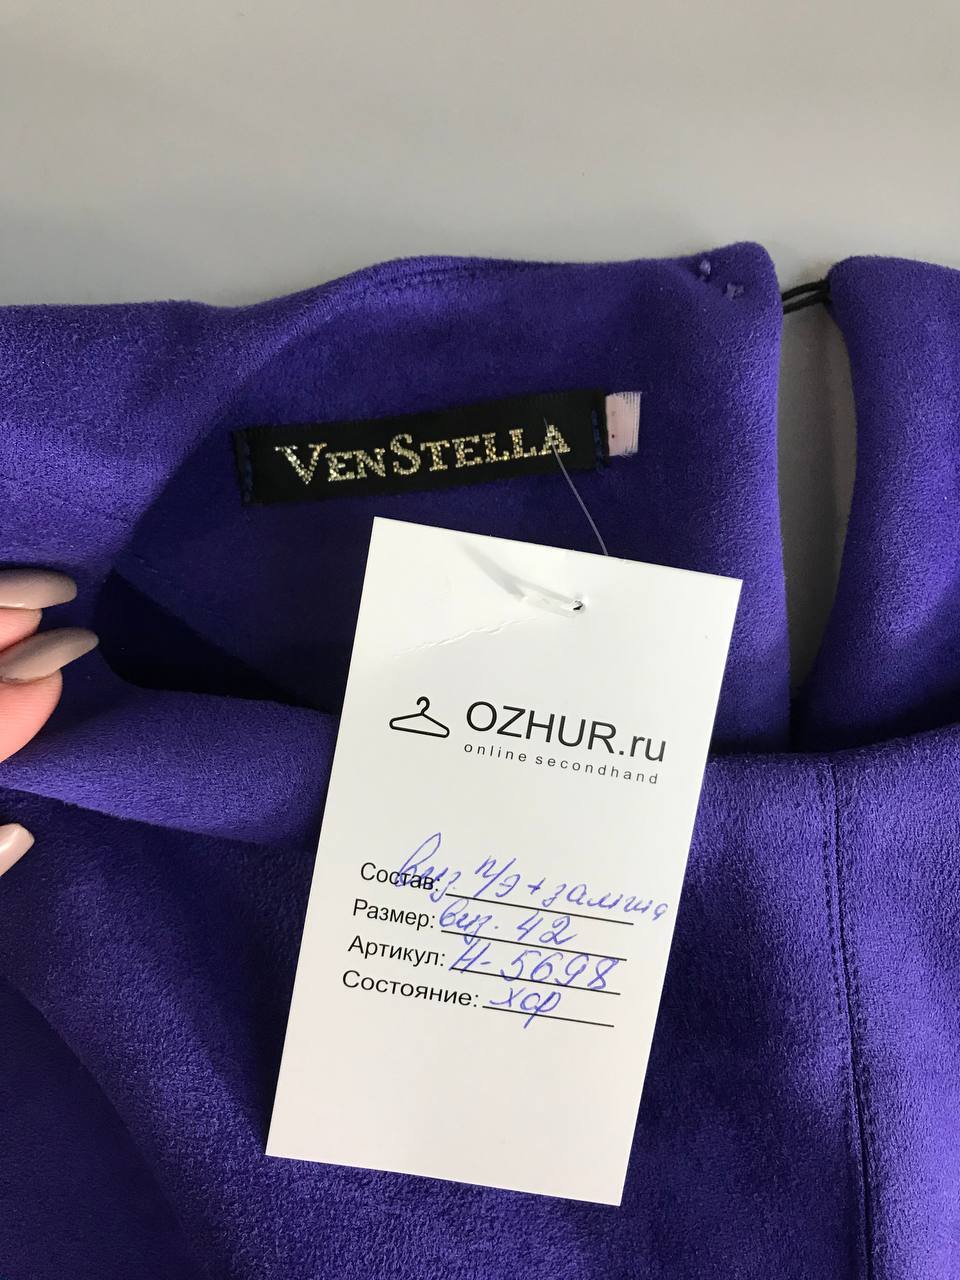 VENSTELLA
OZHUR.ru
online secondhand
Состав: виз. п/э + замша
Размер: виз. 42
Артикул: Н-5698
Состояние: хор